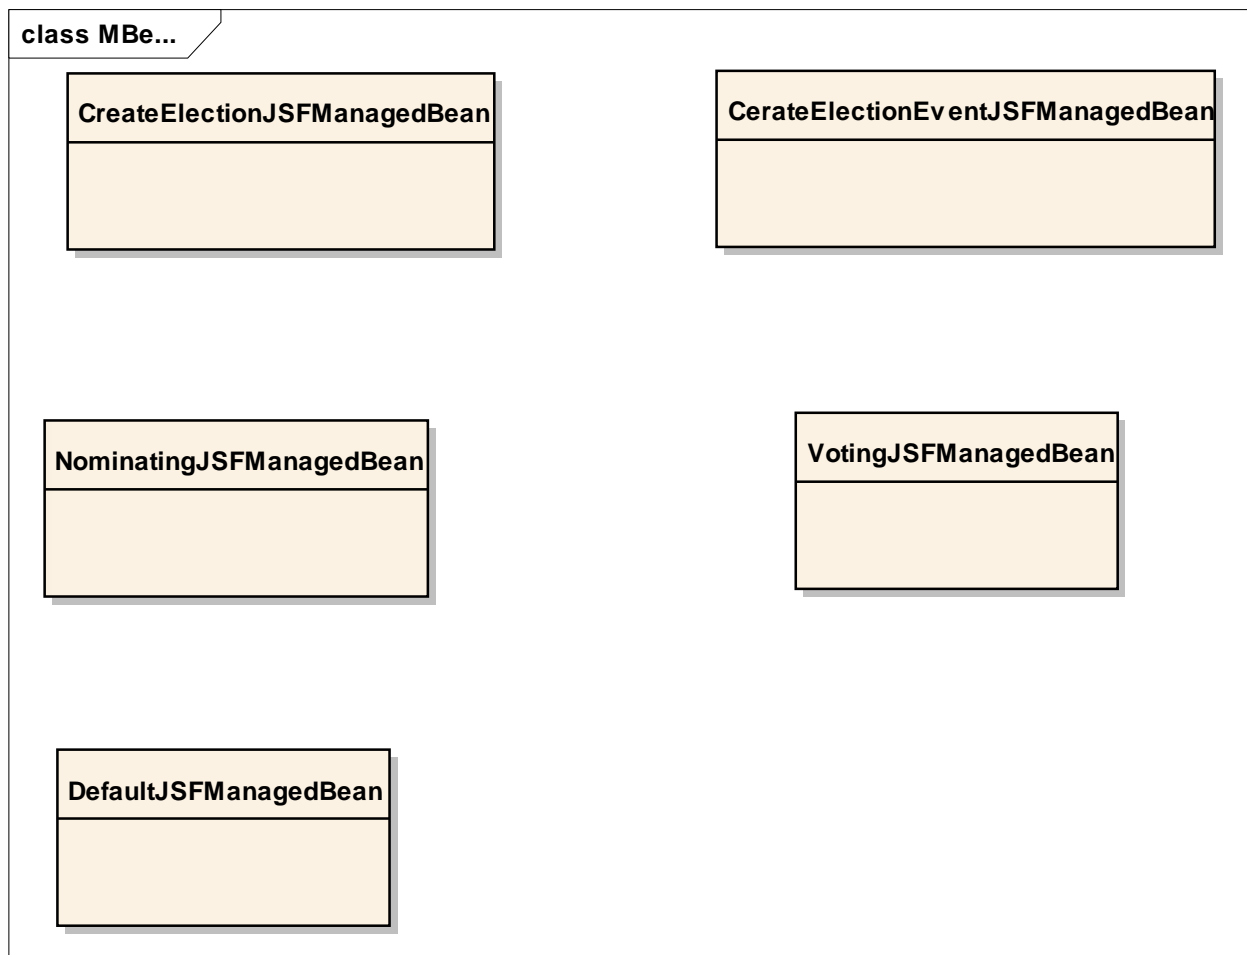 class MBe...
CreateElectionJSFManagedBean
CerateElectionEventJSFManagedBean
NominatingJSFManagedBean
VotingJSFManagedBean
DefaultJSFManagedBean